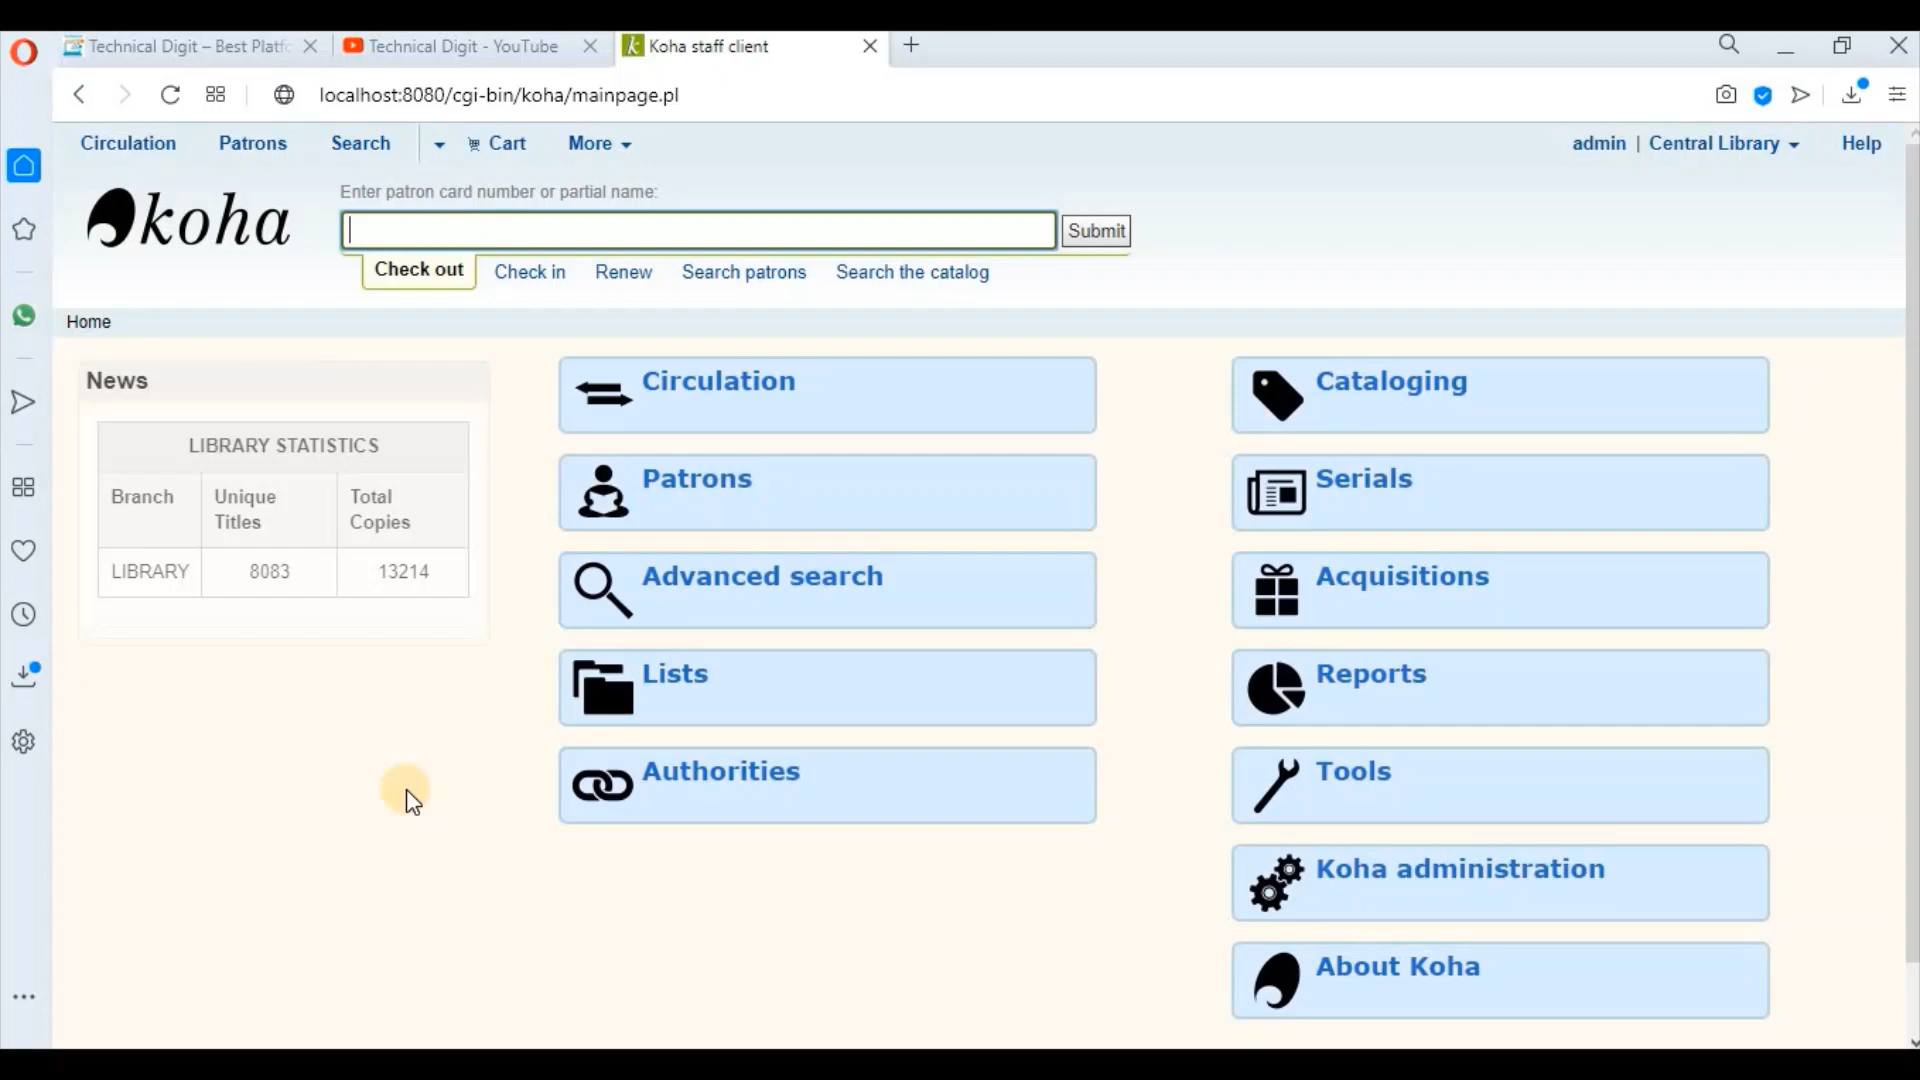 Technical Digit – Best Platfo
Technical Digit - YouTube
Koha staff client
localhost:8080/cgi-bin/koha/mainpage.pl
Circulation Patrons Search Cart More admin | Central Library Help
koha
Enter patron card number or partial name:
Submit
Check out Check in Renew Search patrons Search the catalog
Home
News
LIBRARY STATISTICS
Branch Unique Titles Total Copies
LIBRARY 8083 13214
Circulation
Patrons
Advanced search
Lists
Authorities
Cataloging
Serials
Acquisitions
Reports
Tools
Koha administration
About Koha